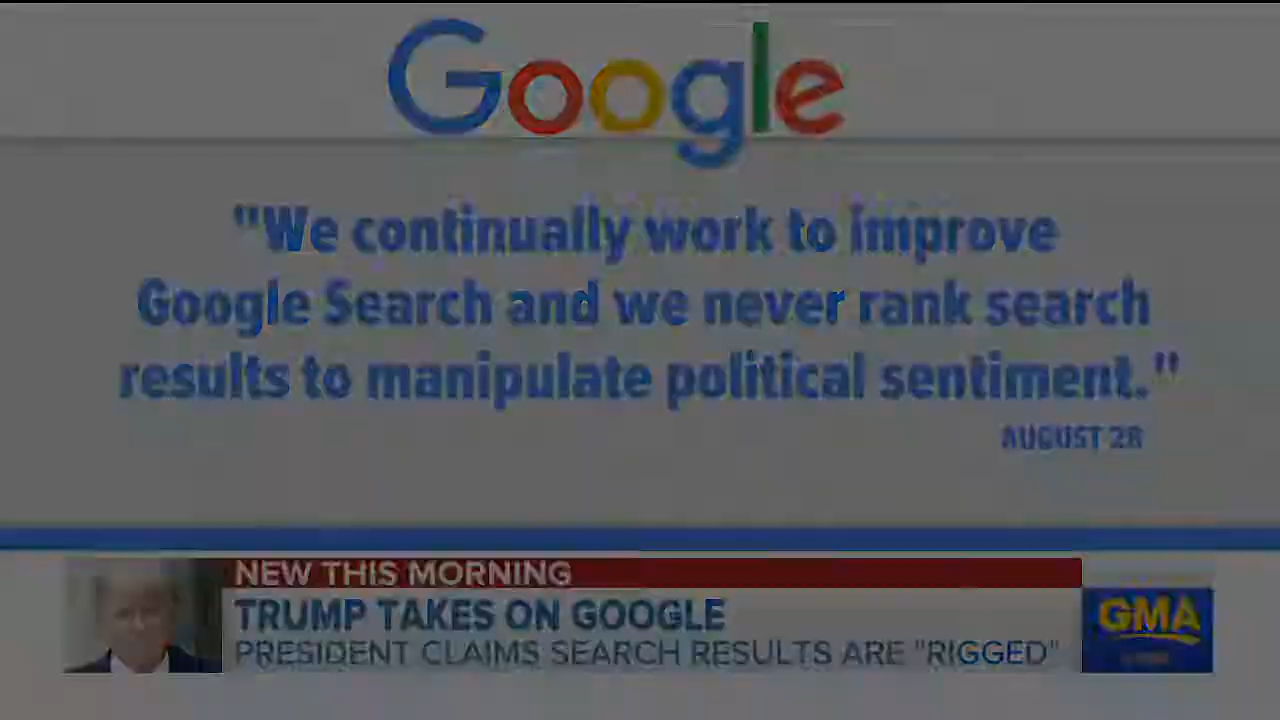 Google
"We continually work to improve
Google Search and we never rank search
results to manipulate political sentiment."
AUGUST 28
NEW THIS MORNING
TRUMP TAKES ON GOOGLE
PRESIDENT CLAIMS SEARCH RESULTS ARE "RIGGED"
GMA